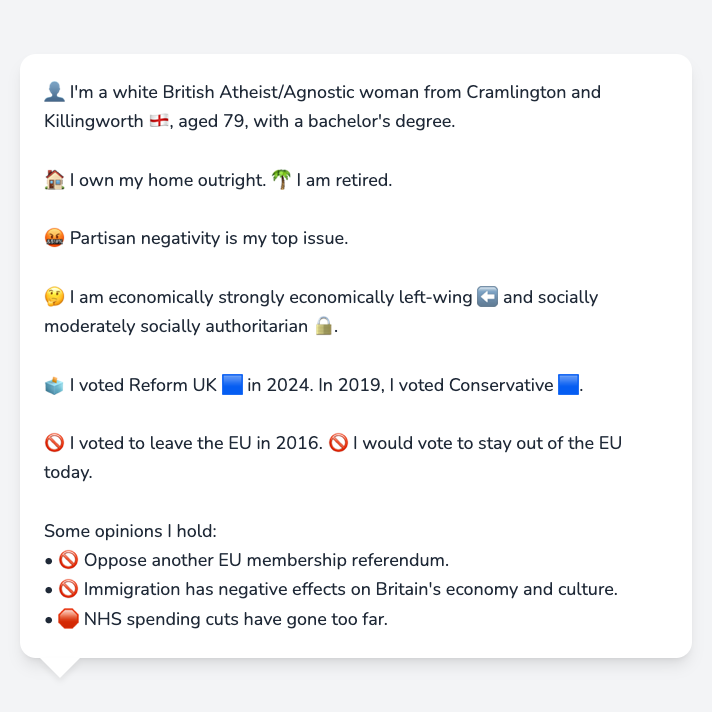 👤 I'm a white British Atheist/Agnostic woman from Cramlington and
Killingworth 🏴󠁧󠁢󠁥󠁮󠁧󠁿, aged 79, with a bachelor's degree.
🏠 I own my home outright. 🌴 I am retired.
🤬 Partisan negativity is my top issue.
🤔 I am economically strongly economically left-wing ⬅️ and socially
moderately socially authoritarian 🔒.
🗳️ I voted Reform UK 🟦 in 2024. In 2019, I voted Conservative 🟦.
🚫 I voted to leave the EU in 2016. 🚫 I would vote to stay out of the EU
today.
Some opinions I hold:
• 🚫 Oppose another EU membership referendum.
• 🚫 Immigration has negative effects on Britain's economy and culture.
• 🛑 NHS spending cuts have gone too far.